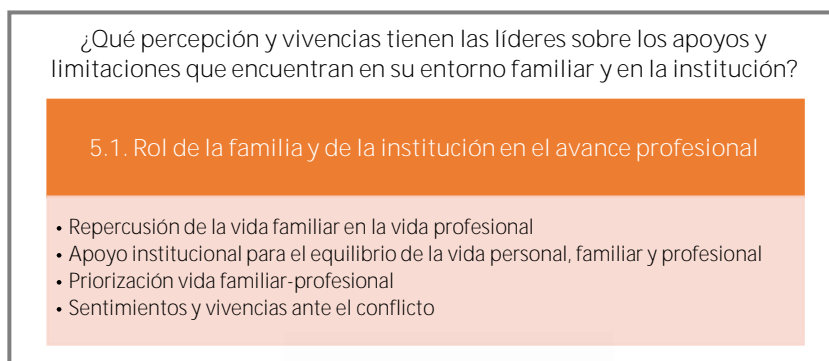 ¿Qué percepción y vivencias tienen las líderes sobre los apoyos y
limitaciones que encuentran en su entorno familiar y en la institución?
5.1. Rol de la familia y de la institución en el avance profesional
• Repercusión de la vida familiar en la vida profesional
• Apoyo institucional para el equilibrio de la vida personal, familiar y profesional
• Priorización vida familiar-profesional
• Sentimientos y vivencias ante el conflicto